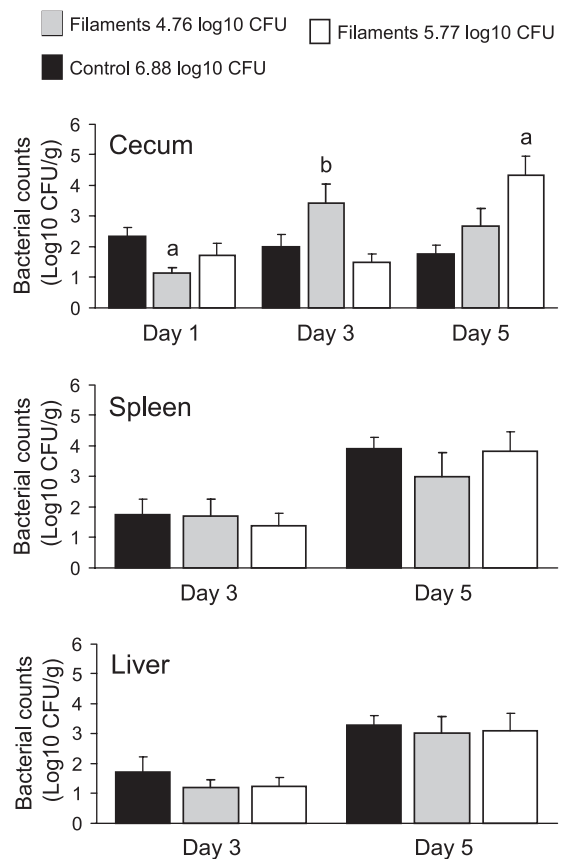 Filaments 4.76 log10 CFU
Filaments 5.77 log10 CFU
Control 6.88 log10 CFU
Bacterial counts
(Log10 CFU/g)
6
5
4
3
2
1
0
Cecum
a
b
a
Day 1
Day 3
Day 5
Bacterial counts
(Log10 CFU/g)
6
5
4
3
2
1
0
Spleen
Day 3
Day 5
Bacterial counts
(Log10 CFU/g)
6
5
4
3
2
1
0
Liver
Day 3
Day 5